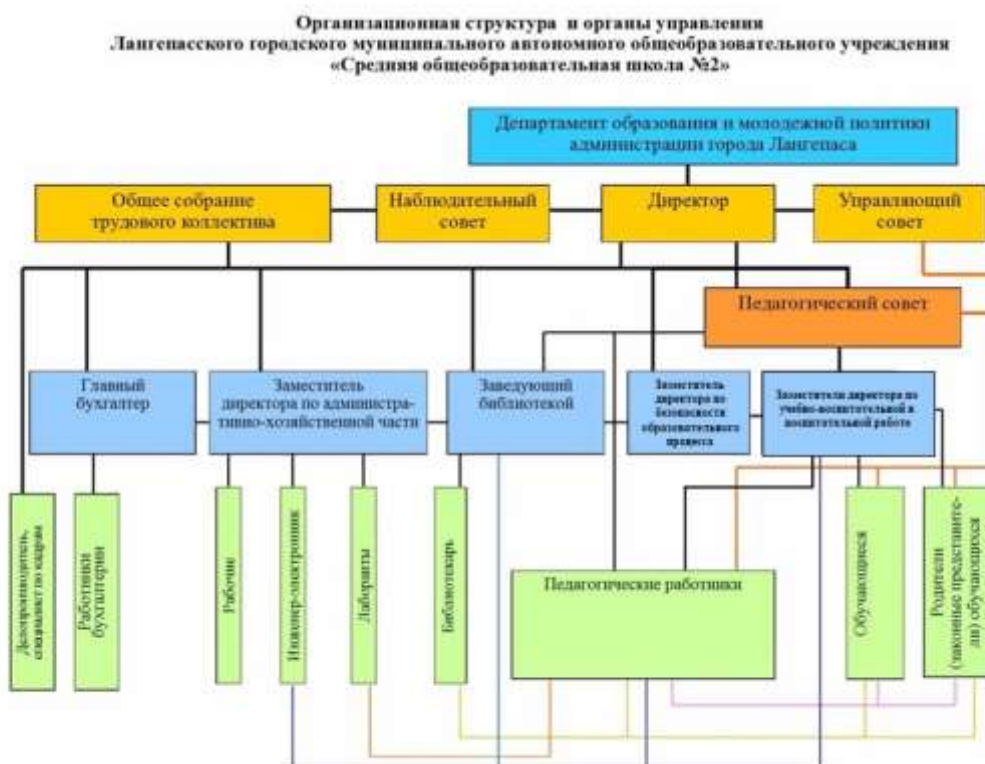 Организационная структура и органы управления
Лангепасского городского муниципального автономного общеобразовательного учреждения
«Средняя общеобразовательная школа №2»
Департамент образования и молодежной политики
администрации города Лангепаса
Общее собрание
трудового коллектива
Наблюдательный
совет
Директор
Управляющий
совет
Педагогический совет
Главный
бухгалтер
Заместитель
директора по администра-
тивно-хозяйственной части
Заведующий
библиотекой
Заместитель
директора по
безопасности
образовательного
процесса
Заместители директора по
учебно-воспитательной и
воспитательной работе
Делопроизводитель,
специалист по кадрам
Работники
бухгалтерии
Рабочие
Инженер-электроник
Лаборанты
Библиотекарь
Педагогические работники
Обучающиеся
Родители
(законные представите-
ли) обучающихся